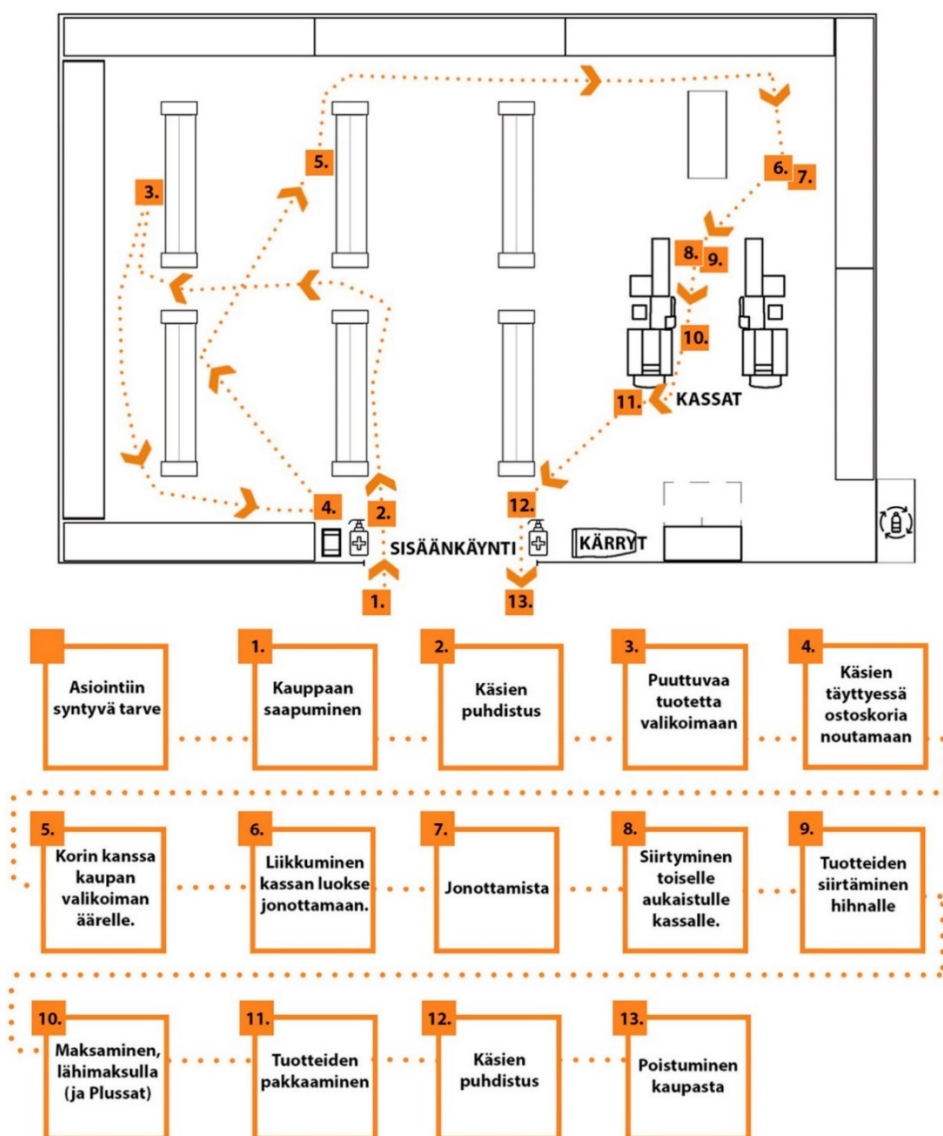 5.
6.
7.
3.
8.
9.
10.
11.
KASSAT
4.
2.
12.
SISÄÄNKÄYNTI
KÄRRYT
1.
13.
Asiointiin
syntyvä tarve
1.
Kauppaan
saapuminen
2.
Käsien
puhdistus
3.
Puuttuvaa
tuotetta
valikoimaan
4.
Käsien
täyttyessä
ostoskoria
noutamaan
5.
Korin kanssa
kaupan
valikoiman
äärelle.
6.
Liikkuminen
kassan luokse
jonottamaan.
7.
Jonottamista
8.
Siirtyminen
toiselle
aukaistulle
kassalle.
9.
Tuotteiden
siirtäminen
hihnalle
10.
Maksaminen,
lähimaksulla
(ja Plussat)
11.
Tuotteiden
pakkaaminen
12.
Käsien
puhdistus
13.
Poistuminen
kaupasta